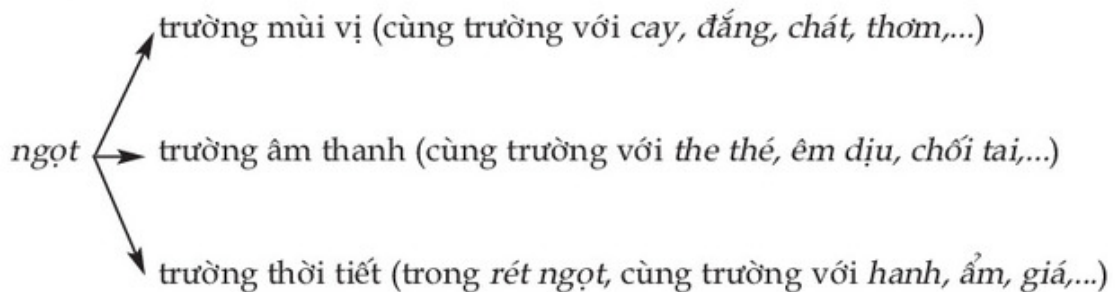 trường mùi vị (cùng trường với cay, đắng, chát, thơm,...)
ngọt trường âm thanh (cùng trường với the thé, êm dịu, chối tai,...)
trường thời tiết (trong rét ngọt, cùng trường với hanh, ẩm, giá,...)